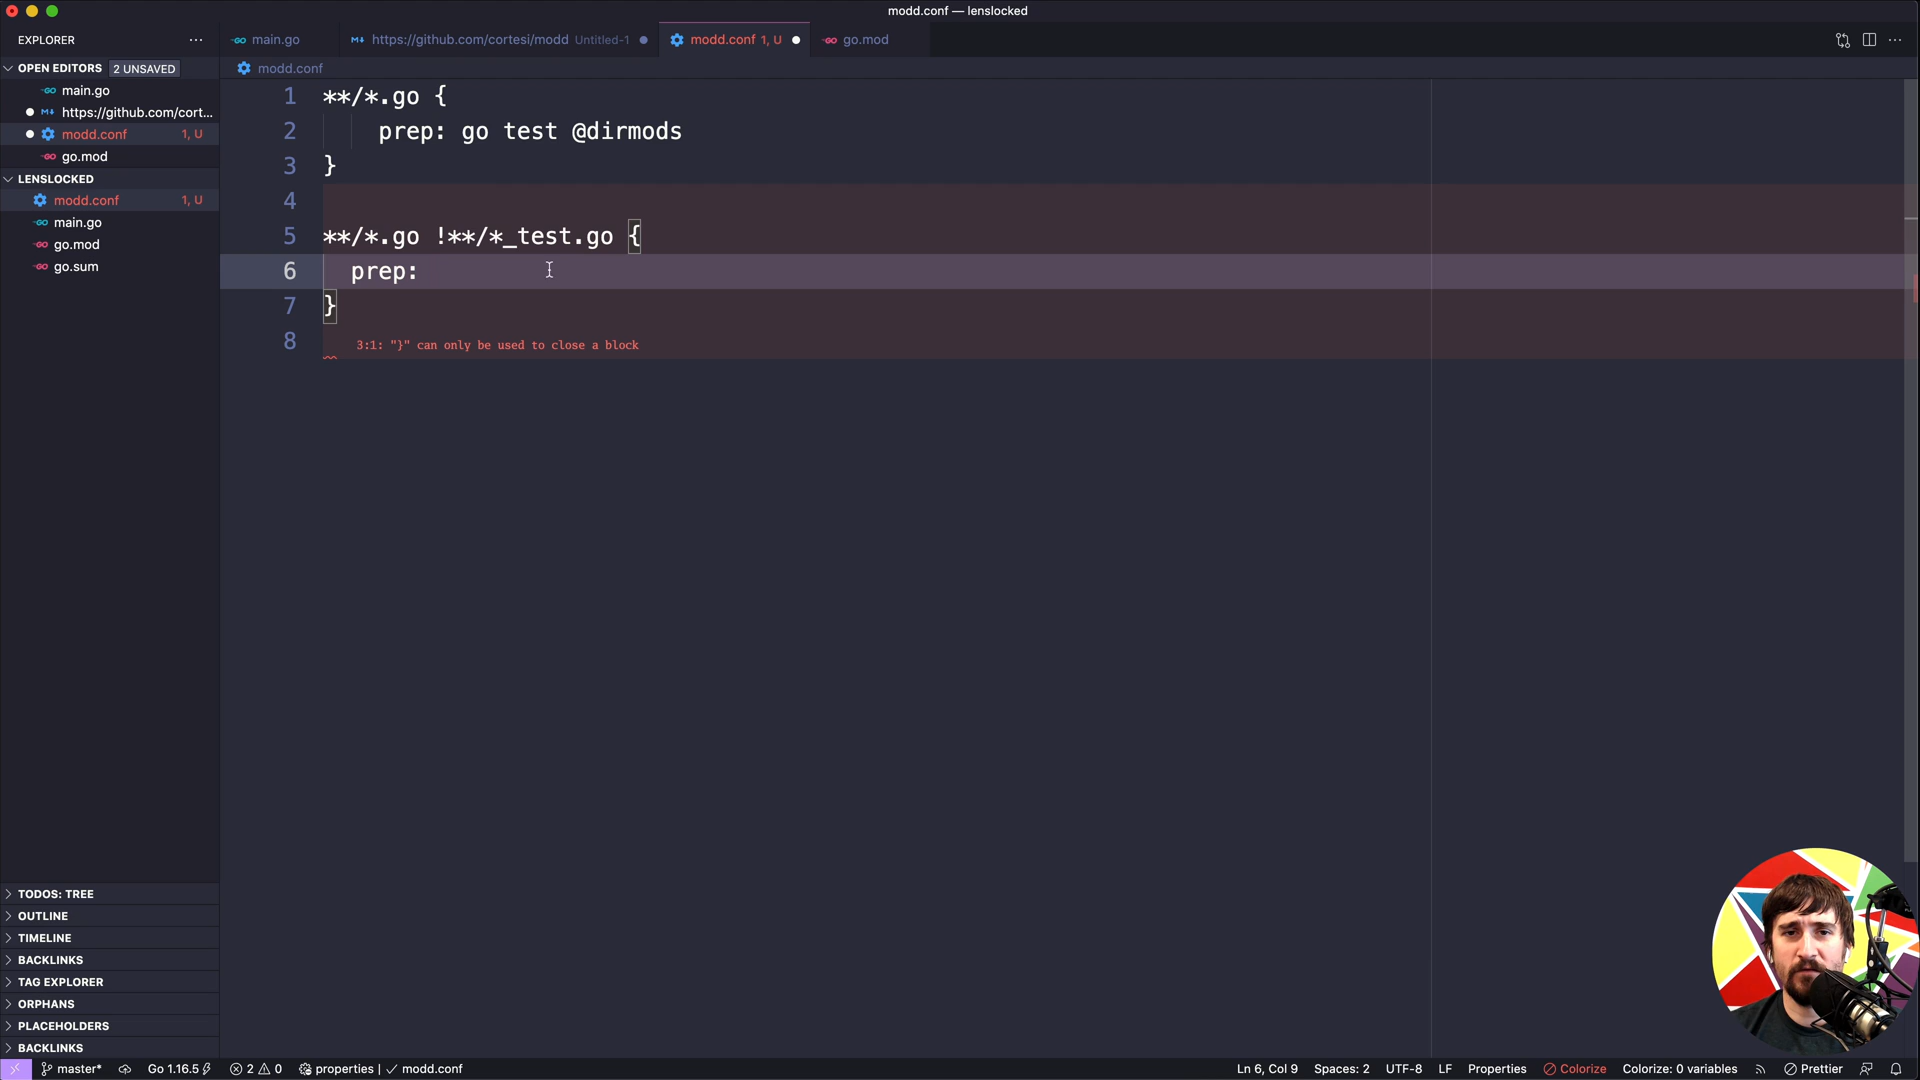 modd.conf — lenslocked
EXPLORER ···
main.go
https://github.com/cortesi/modd Untitled-1
modd.conf 1, U
go.mod
OPEN EDITORS 2 UNSAVED
main.go
https://github.com/cort...
modd.conf 1, U
go.mod
LENSLOCKED
modd.conf 1, U
main.go
go.mod
go.sum
modd.conf
1 **/*.go {
2 prep: go test @dirmods
3 }
4
5 **/*.go !**/*_test.go {
6 prep:
7 }
8 3:1: "}" can only be used to close a block
TODOS: TREE
OUTLINE
TIMELINE
BACKLINKS
TAG EXPLORER
ORPHANS
PLACEHOLDERS
BACKLINKS
master* Go 1.16.5 2 0 properties | modd.conf Ln 6, Col 9 Spaces: 2 UTF-8 LF Properties Colorize Colorize: 0 variables Prettier